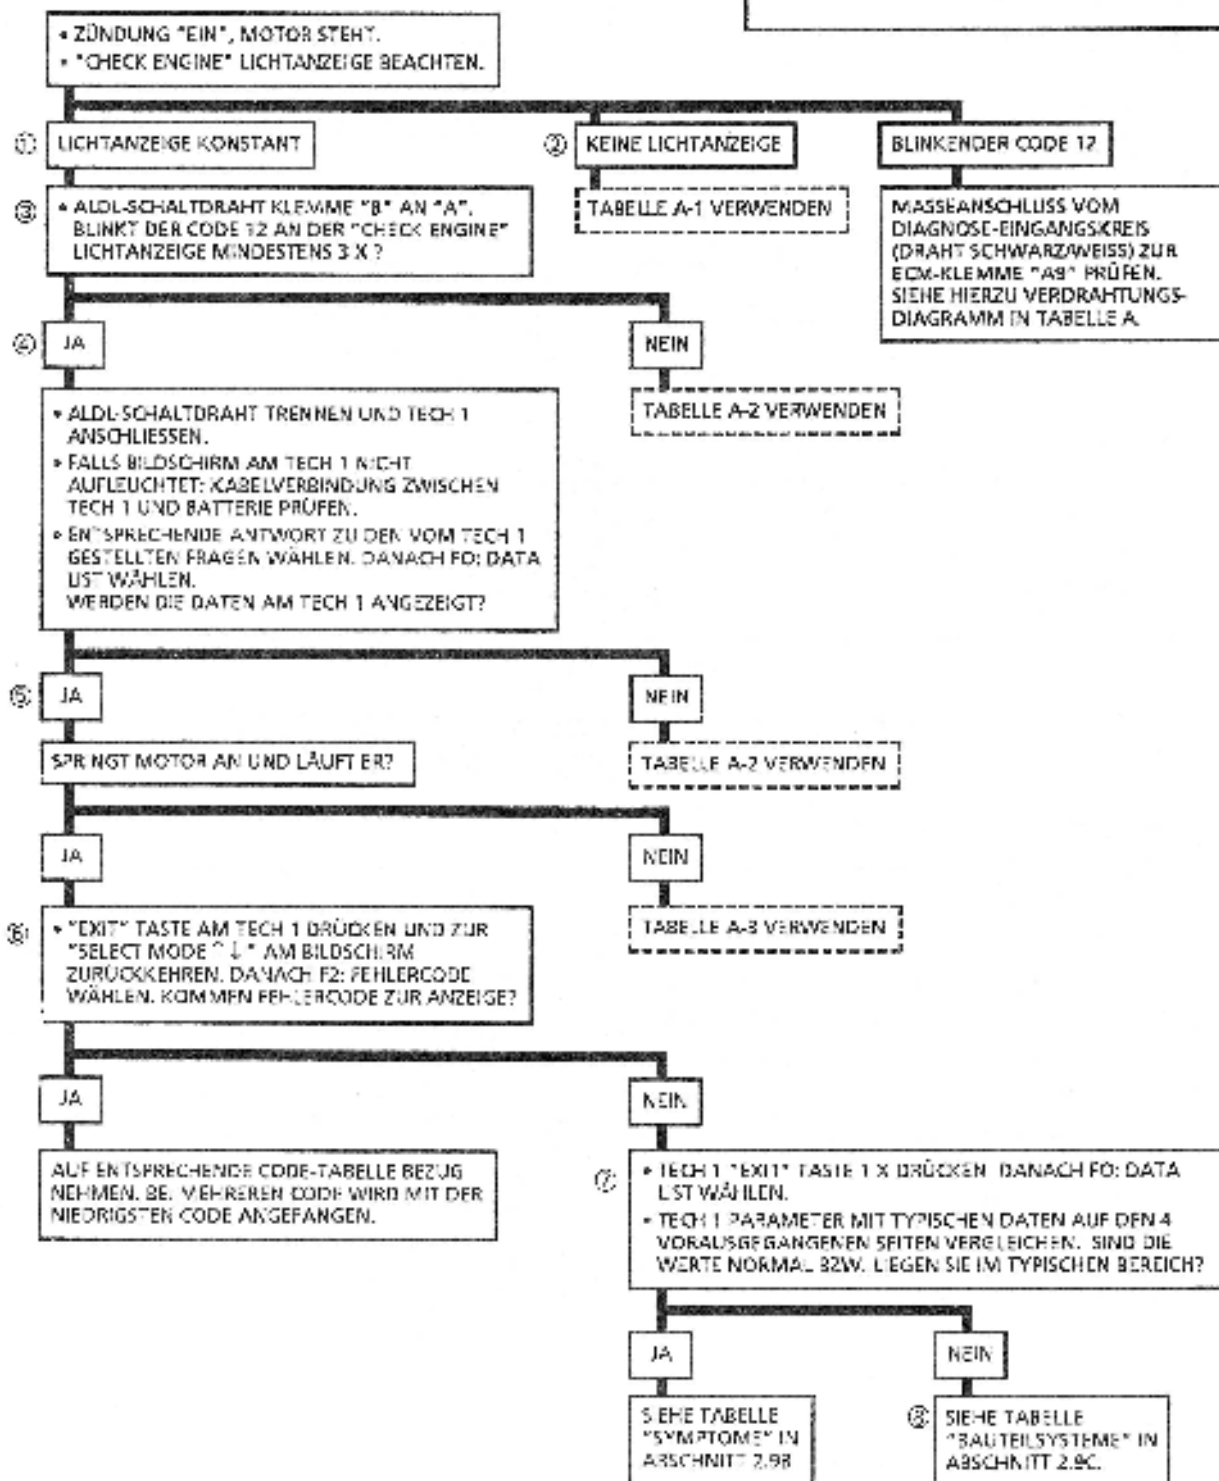 • ZÜNDUNG "EIN", MOTOR STEHT.
• "CHECK ENGINE" LICHTANZEIGE BEACHTEN.
① LICHTANZEIGE KONSTANT
② KEINE LICHTANZEIGE
BLINKENDER CODE 12
TABELLE A-1 VERWENDEN
MASSEANSCHLUSS VOM
DIAGNOSE-EINGANGSKREIS
(DRAHT SCHWARZ/WEISS) ZUR
ECM-KLEMME "A9" PRÜFEN.
SIEHE HIERZU VERDRAHTUNGS-
DIAGRAMM IN TABELLE A.
③ • ALDL-SCHALTDRAHT KLEMME "B" AN "A".
BLINKT DER CODE 12 AN DER "CHECK ENGINE"
LICHTANZEIGE MINDESTENS 3 X ?
④ JA
NEIN
TABELLE A-2 VERWENDEN
• ALDL-SCHALTDRAHT TRENNEN UND TECH 1
ANSCHLIESSEN.
• FALLS BILDSCHIRM AM TECH 1 NICHT
AUFLEUCHTET: KABELVERBINDUNG ZWISCHEN
TECH 1 UND BATTERIE PRÜFEN.
• ENTSPRECHENDE ANTWORT ZU DEN VOM TECH 1
GESTELLTEN FRAGEN WÄHLEN. DANACH FO: DATA
LIST WÄHLEN.
WERDEN DIE DATEN AM TECH 1 ANGEZEIGT?
⑤ JA
NEIN
SPRINGT MOTOR AN UND LÄUFT ER?
TABELLE A-2 VERWENDEN
JA
NEIN
TABELLE A-3 VERWENDEN
⑥ • "EXIT" TASTE AM TECH 1 DRÜCKEN UND ZUR
"SELECT MODE ↑ ↓" AM BILDSCHIRM
ZURÜCKKEHREN. DANACH F2: FEHLERCODE
WÄHLEN. KOMMEN FEHLERCODE ZUR ANZEIGE?
JA
NEIN
AUF ENTSPRECHENDE CODE-TABELLE BEZUG
NEHMEN. BEI MEHREREN CODE WIRD MIT DER
NIEDRIGSTEN CODE ANGEFANGEN.
⑦ • TECH 1 "EXIT" TASTE 1 X DRÜCKEN. DANACH FO: DATA
LIST WÄHLEN.
• TECH 1 PARAMETER MIT TYPISCHEN DATEN AUF DEN 4
VORAUSGEGANGENEN SEITEN VERGLEICHEN. SIND DIE
WERTE NORMAL BZW. LIEGEN SIE IM TYPISCHEN BEREICH?
JA
NEIN
SIEHE TABELLE
"SYMPTOME" IN
ABSCHNITT 2.9B
⑧ SIEHE TABELLE
"BAUTEILSYSTEME" IN
ABSCHNITT 2.9C.